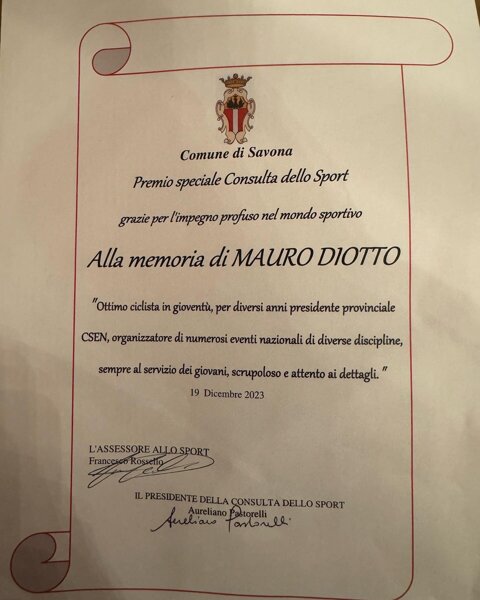 Comune di Savona
Premio speciale Consulta dello Sport
grazie per l'impegno profuso nel mondo sportivo
Alla memoria di MAURO DIOTTO
"Ottimo ciclista in gioventù, per diversi anni presidente provinciale
CSEN, organizzatore di numerosi eventi nazionali di diverse discipline,
sempre al servizio dei giovani, scrupoloso e attento ai dettagli."
19 Dicembre 2023
L'ASSESSORE ALLO SPORT
Francesco Rossello
IL PRESIDENTE DELLA CONSULTA DELLO SPORT
Aureliano Pastorelli
Aureliano Pastorelli